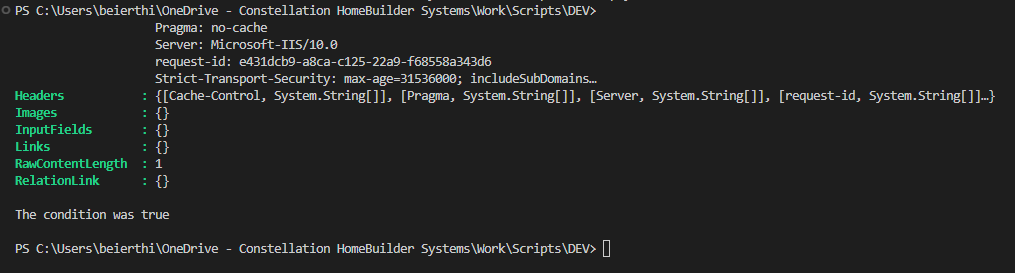 PS C:\Users\beierthi\OneDrive - Constellation HomeBuilder Systems\Work\Scripts\DEV>
Pragma: no-cache
Server: Microsoft-IIS/10.0
request-id: e431dcb9-a8ca-c125-22a9-f68558a343d6
Strict-Transport-Security: max-age=31536000; includeSubDomains…
Headers : {[Cache-Control, System.String[]], [Pragma, System.String[]], [Server, System.String[]], [request-id, System.String[]]…}
Images : {}
InputFields : {}
Links : {}
RawContentLength : 1
RelationLink : {}
The condition was true
PS C:\Users\beierthi\OneDrive - Constellation HomeBuilder Systems\Work\Scripts\DEV>